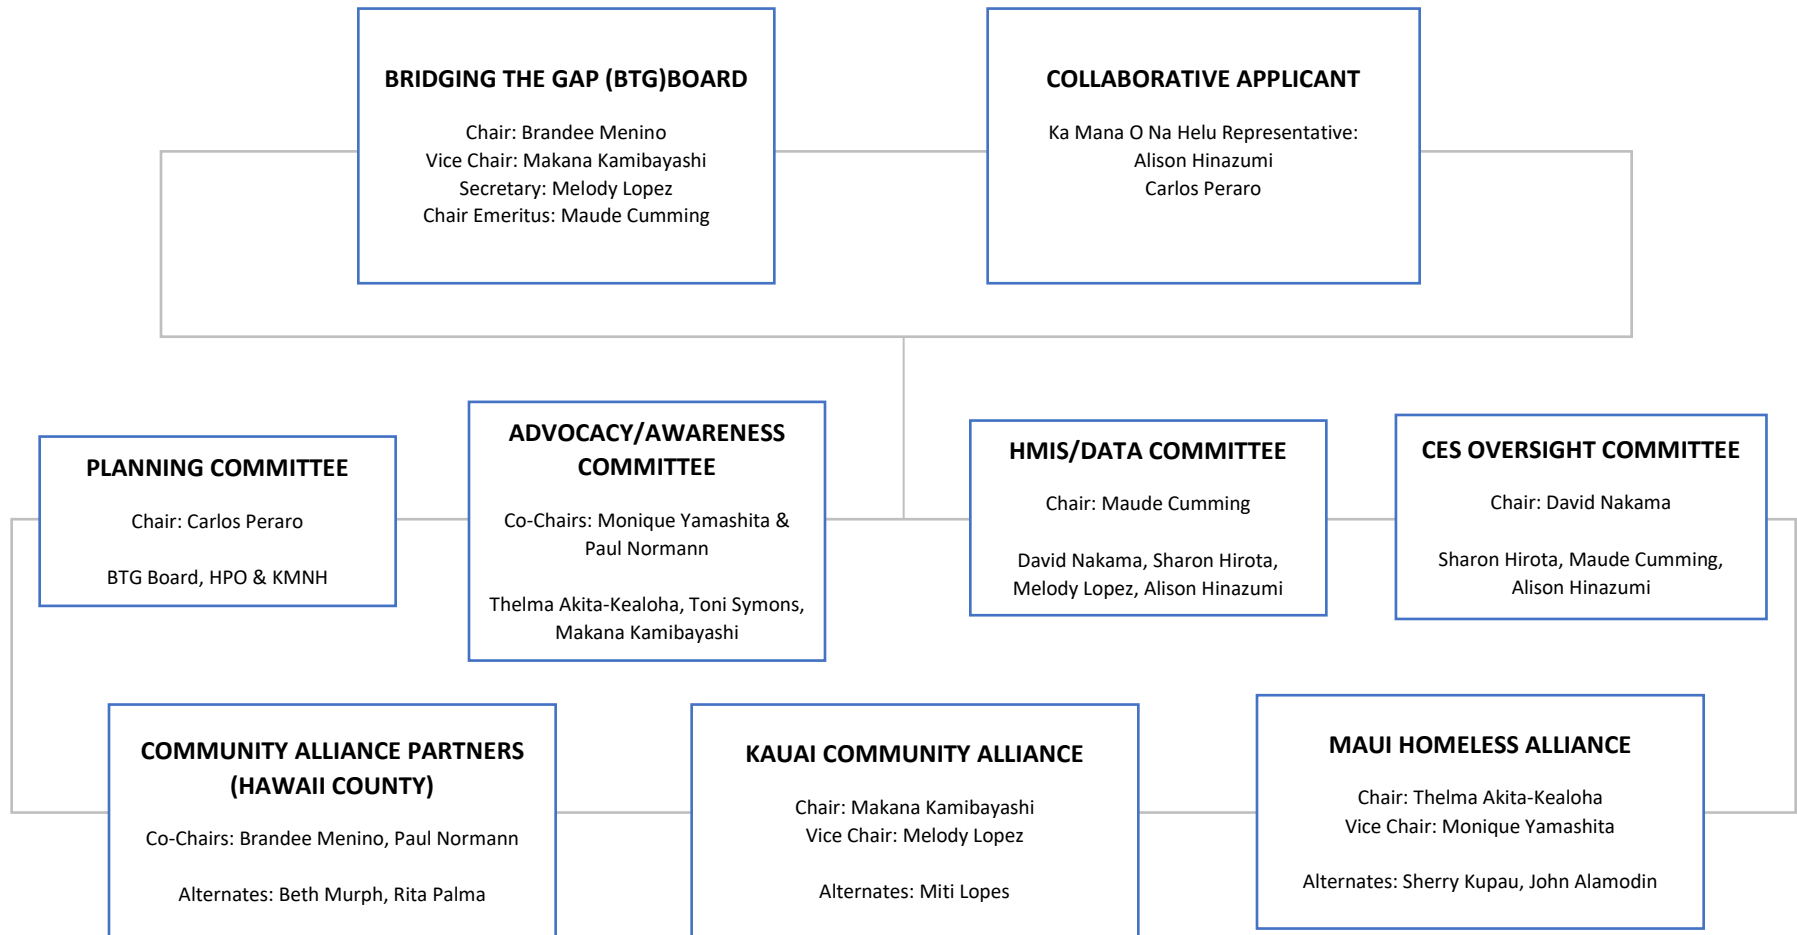 BRIDGING THE GAP (BTG)BOARD
Chair: Brandee Menino
Vice Chair: Makana Kamibayashi
Secretary: Melody Lopez
Chair Emeritus: Maude Cumming
COLLABORATIVE APPLICANT
Ka Mana O Na Helu Representative:
Alison Hinazumi
Carlos Peraro
PLANNING COMMITTEE
Chair: Carlos Peraro
BTG Board, HPO & KMNH
ADVOCACY/AWARENESS
COMMITTEE
Co-Chairs: Monique Yamashita &
Paul Normann
Thelma Akita-Kealoha, Toni Symons,
Makana Kamibayashi
HMIS/DATA COMMITTEE
Chair: Maude Cumming
David Nakama, Sharon Hirota,
Melody Lopez, Alison Hinazumi
CES OVERSIGHT COMMITTEE
Chair: David Nakama
Sharon Hirota, Maude Cumming,
Alison Hinazumi
COMMUNITY ALLIANCE PARTNERS
(HAWAII COUNTY)
Co-Chairs: Brandee Menino, Paul Normann
Alternates: Beth Murph, Rita Palma
KAUAI COMMUNITY ALLIANCE
Chair: Makana Kamibayashi
Vice Chair: Melody Lopez
Alternates: Miti Lopes
MAUI HOMELESS ALLIANCE
Chair: Thelma Akita-Kealoha
Vice Chair: Monique Yamashita
Alternates: Sherry Kupau, John Alamodin